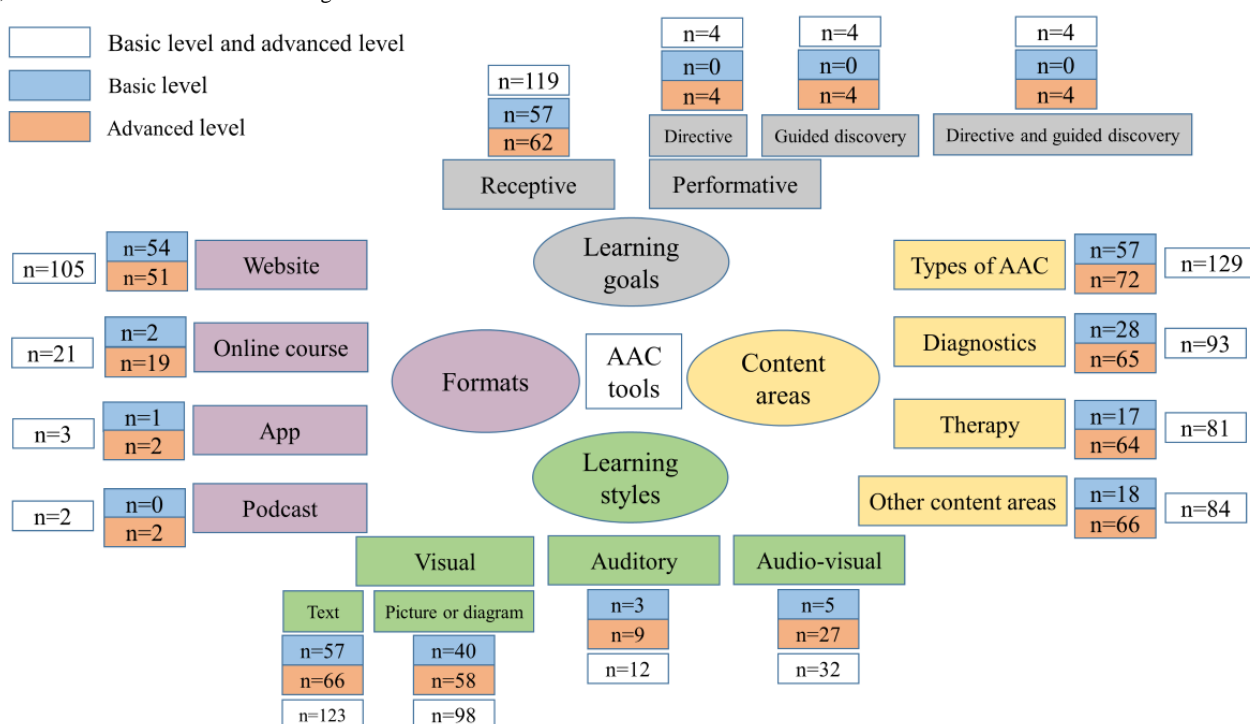 Basic level and advanced level
Basic level
Advanced level
n=119
n=57
n=62
Receptive
n=4
n=0
n=4
Directive
n=4
n=0
n=4
Guided discovery
n=4
n=0
n=4
Directive and guided discovery
Performative
Learning
goals
n=105
n=54
n=51
Website
n=21
n=2
n=19
Online course
n=3
n=1
n=2
App
n=2
n=0
n=2
Podcast
Formats
AAC
tools
Content
areas
Types of AAC
n=57
n=72
n=129
Diagnostics
n=28
n=65
n=93
Therapy
n=17
n=64
n=81
Other content areas
n=18
n=66
n=84
Learning
styles
Visual
Text
n=57
n=66
n=123
Picture or diagram
n=40
n=58
n=98
Auditory
n=3
n=9
n=12
Audio-visual
n=5
n=27
n=32